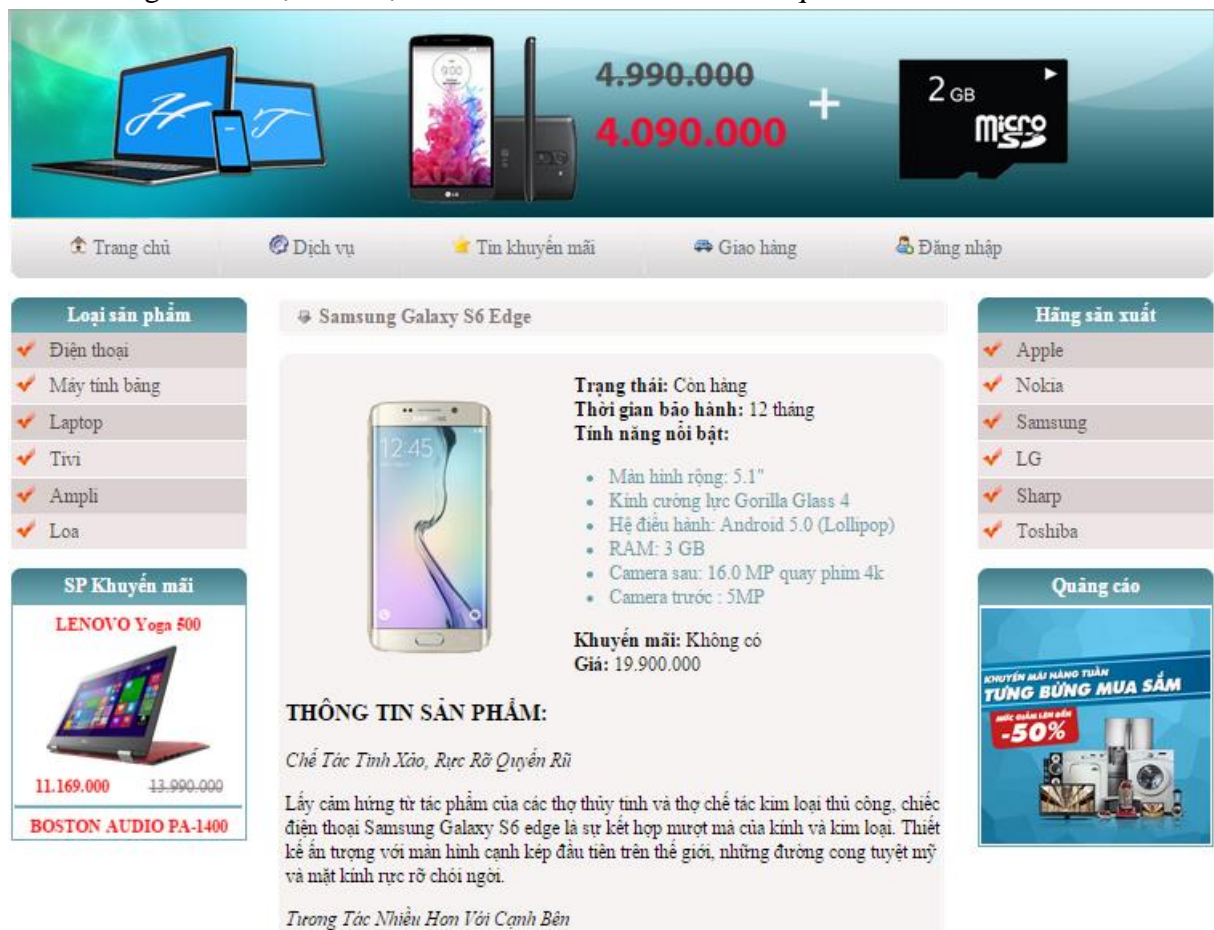 4.990.000
4.090.000
+
2 GB
Micro SD
9:00
LG
Trang chủ
Dịch vụ
Tin khuyến mãi
Giao hàng
Đăng nhập
Loại sản phẩm
Điện thoại
Máy tính bảng
Laptop
Tivi
Ampli
Loa
SP Khuyến mãi
LENOVO Yoga 500
11.169.000 13.990.000
BOSTON AUDIO PA-1400
Samsung Galaxy S6 Edge
SAMSUNG
12:45
Trạng thái: Còn hàng
Thời gian bảo hành: 12 tháng
Tính năng nổi bật:
Màn hình rộng: 5.1"
Kính cường lực Gorilla Glass 4
Hệ điều hành: Android 5.0 (Lollipop)
RAM: 3 GB
Camera sau: 16.0 MP quay phim 4k
Camera trước : 5MP
Khuyến mãi: Không có
Giá: 19.900.000
THÔNG TIN SẢN PHẨM:
Chế Tác Tinh Xảo, Rực Rỡ Quyến Rũ
Lấy cảm hứng từ tác phẩm của các thợ thủy tinh và thợ chế tác kim loại thủ công, chiếc
điện thoại Samsung Galaxy S6 edge là sự kết hợp mượt mà của kính và kim loại. Thiết
kế ấn tượng với màn hình cạnh kép đầu tiên trên thế giới, những đường cong tuyệt mỹ
và mặt kính rực rỡ chói ngời.
Tương Tác Nhiều Hơn Với Cạnh Bên
Hãng sản xuất
Apple
Nokia
Samsung
LG
Sharp
Toshiba
Quảng cáo
KHUYẾN MÃI HÀNG TUẦN
TƯNG BỪNG MUA SẮM
MỨC GIẢM LÊN ĐẾN
-50%